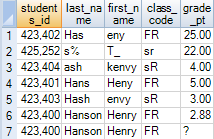 students_id last_name first_name class_code grade_pt
1 423,402 Has eny FR 25.00
2 425,252 s% T_ sr 22.00
3 423,404 ash kenvy sR 4.00
4 423,401 Hans Heny FR 5.00
5 423,403 Hash envy sR 3.00
6 423,400 Hanson Henry FR 2.88
7 423,400 Hanson Henry FR ?